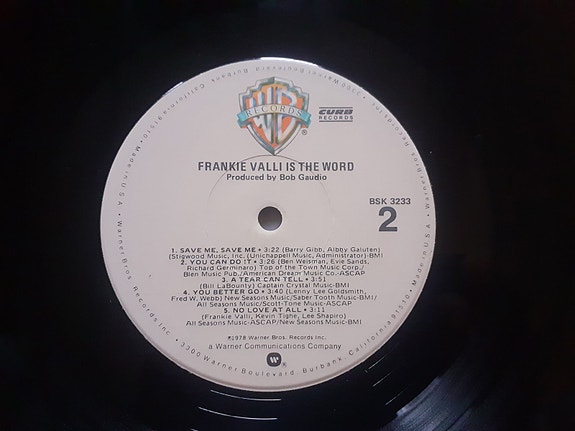 WB
RECORDS
®
CURB
RECORDS
FRANKIE VALLI IS THE WORD
Produced by Bob Gaudio
BSK 3233
2
1. SAVE ME, SAVE ME • 3:22 (Barry Gibb, Albby Galuten)
(Stigwood Music, Inc. (Unichappell Music, Administrator)-BMI
2. YOU CAN DO IT • 3:26 (Ben Weisman, Evie Sands,
Richard Germinaro) Top of the Town Music Corp./
Blen Music Pub./American Dream Music Co.-ASCAP
3. A TEAR CAN TELL • 3:51
(Bill LaBounty) Captain Crystal Music-BMI
4. YOU BETTER GO • 3:40 (Lenny Lee Goldsmith,
Fred W. Webb) New Seasons Music/Saber Tooth Music-BMI/
All Seasons Music/Scott-Tone Music-ASCAP
5. NO LOVE AT ALL • 3:11
(Frankie Valli, Kevin Tighe, Lee Shapiro)
All Seasons Music-ASCAP/New Seasons Music-BMI
℗1978 Warner Bros. Records Inc.
a Warner Communications Company
W®
Warner Bros. Records Inc. • 3300 Warner Boulevard, Burbank, California 91510 • Made in U.S.A.